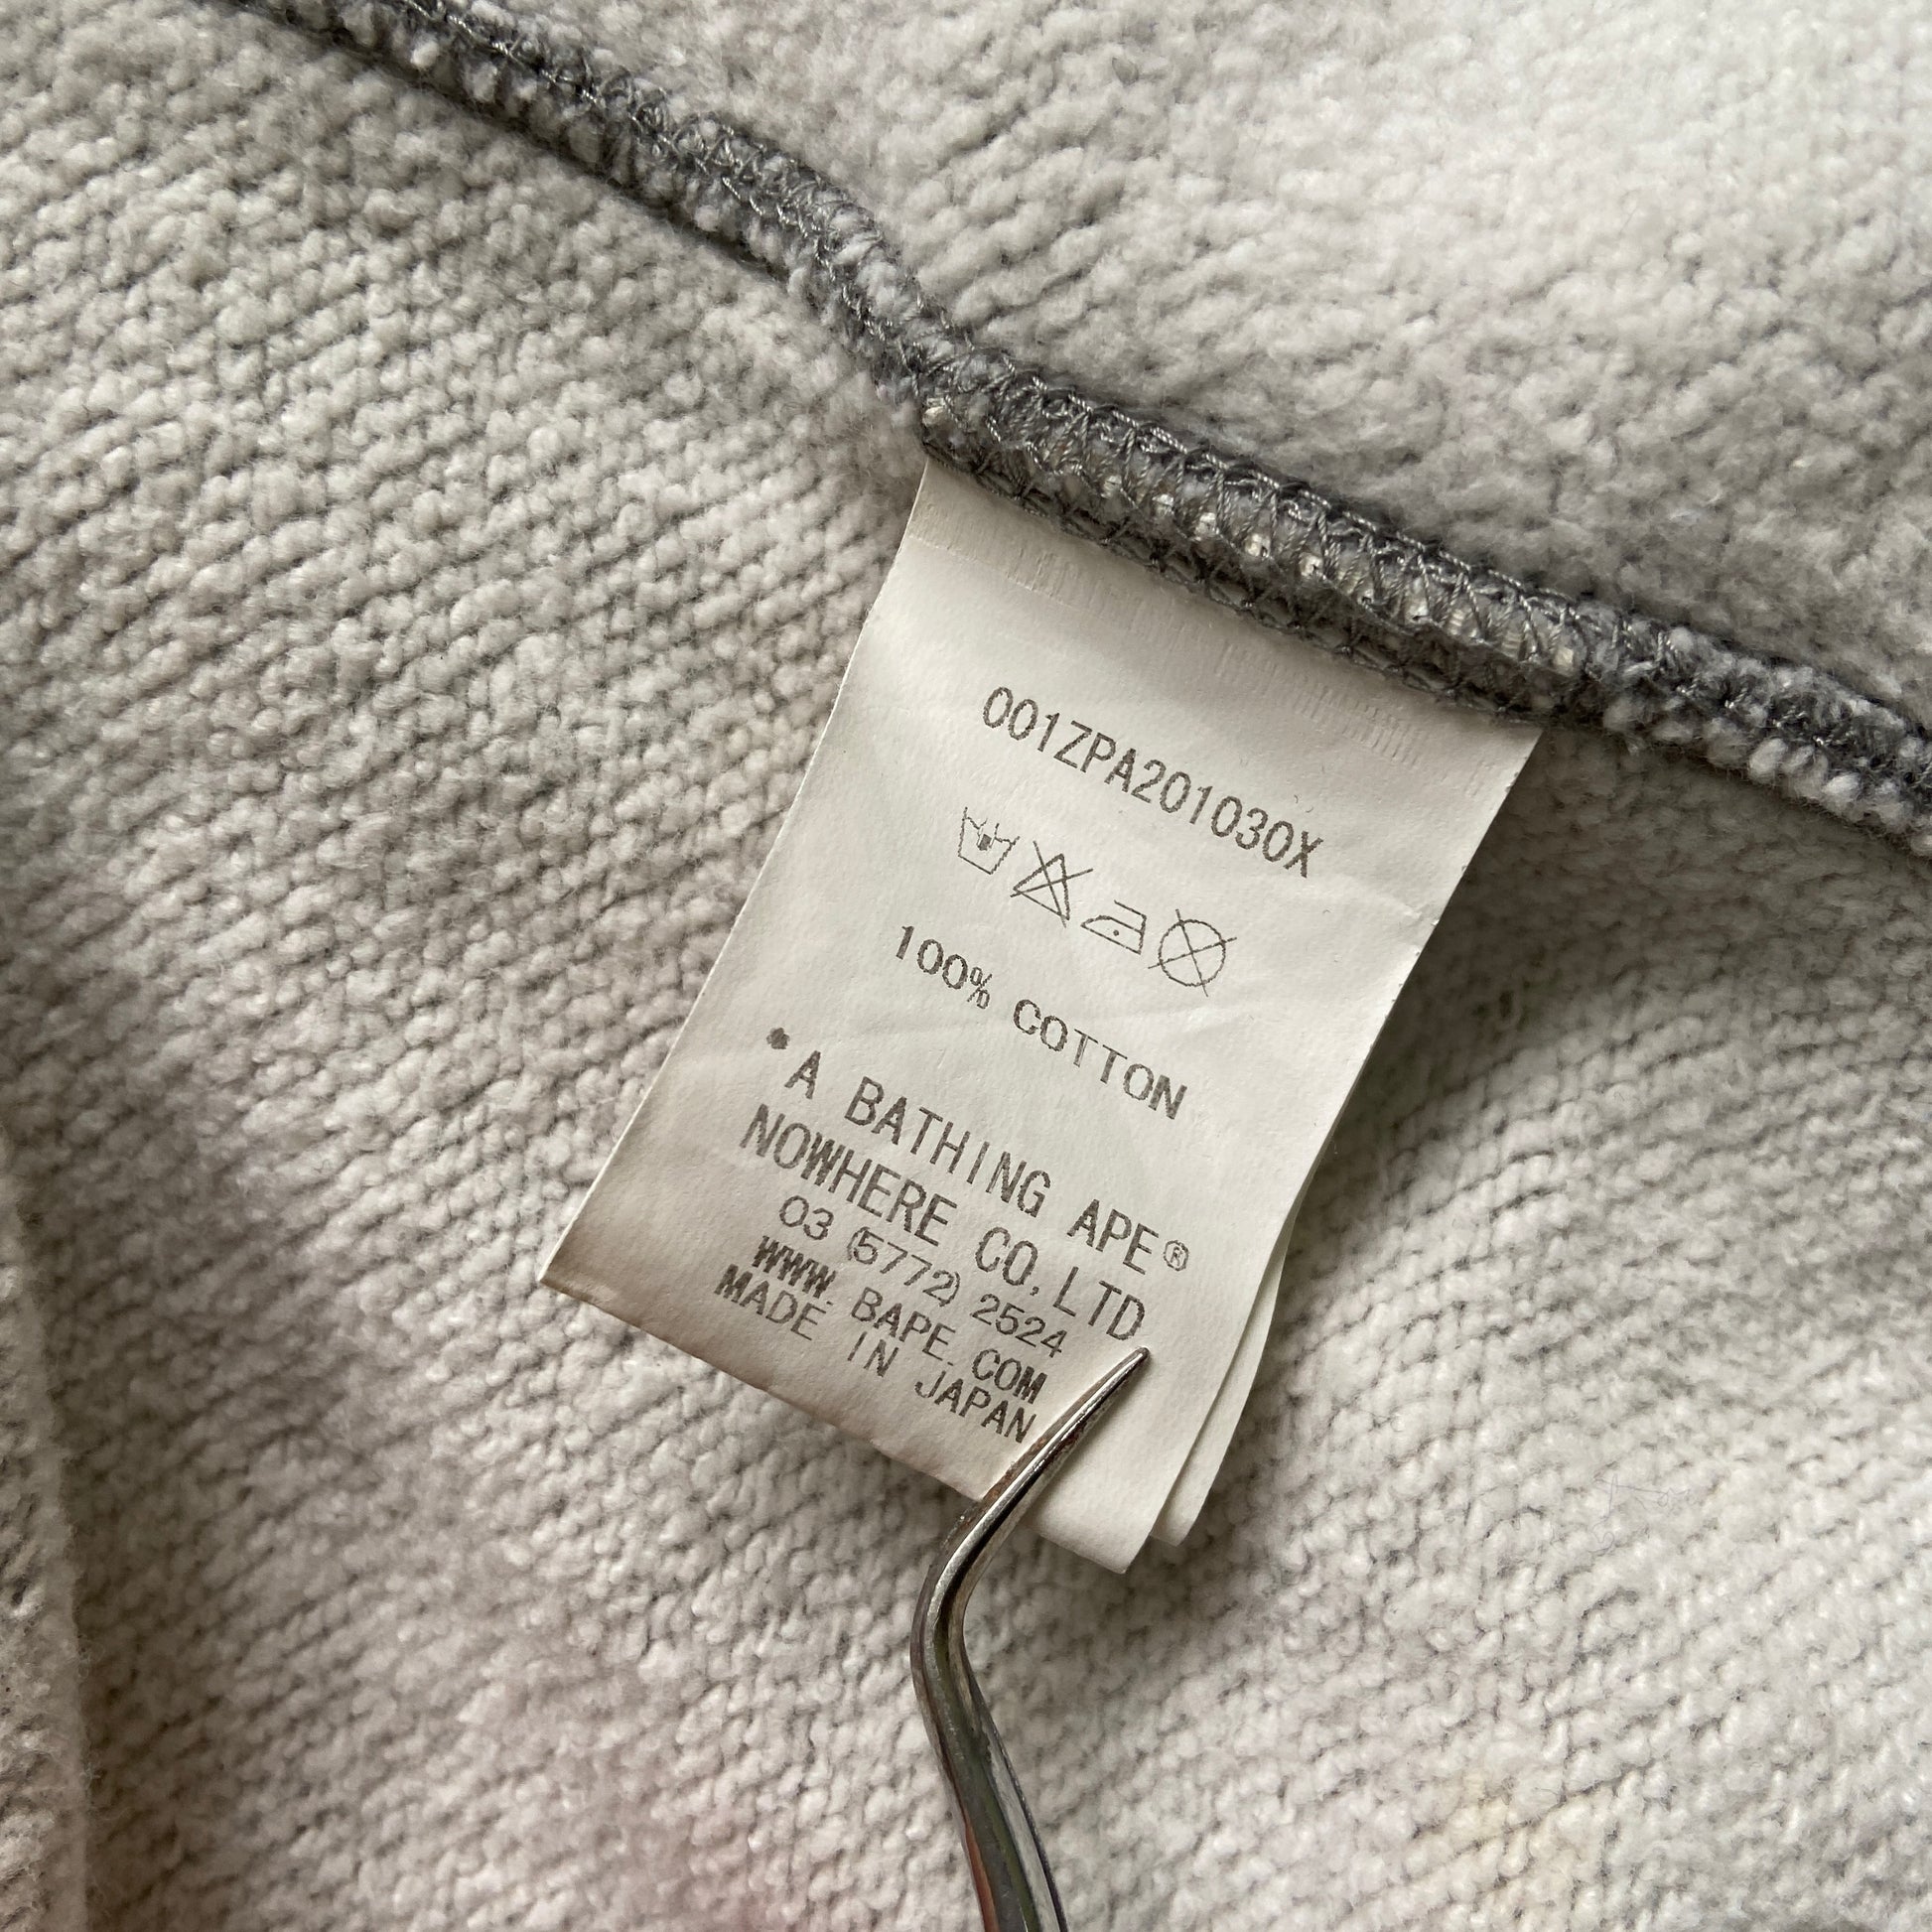 001ZPA201030X
100% COTTON
*A BATHING APE®
NOWHERE CO,LTD
03 (5772) 2524
WWW. BAPE. COM
MADE IN JAPAN